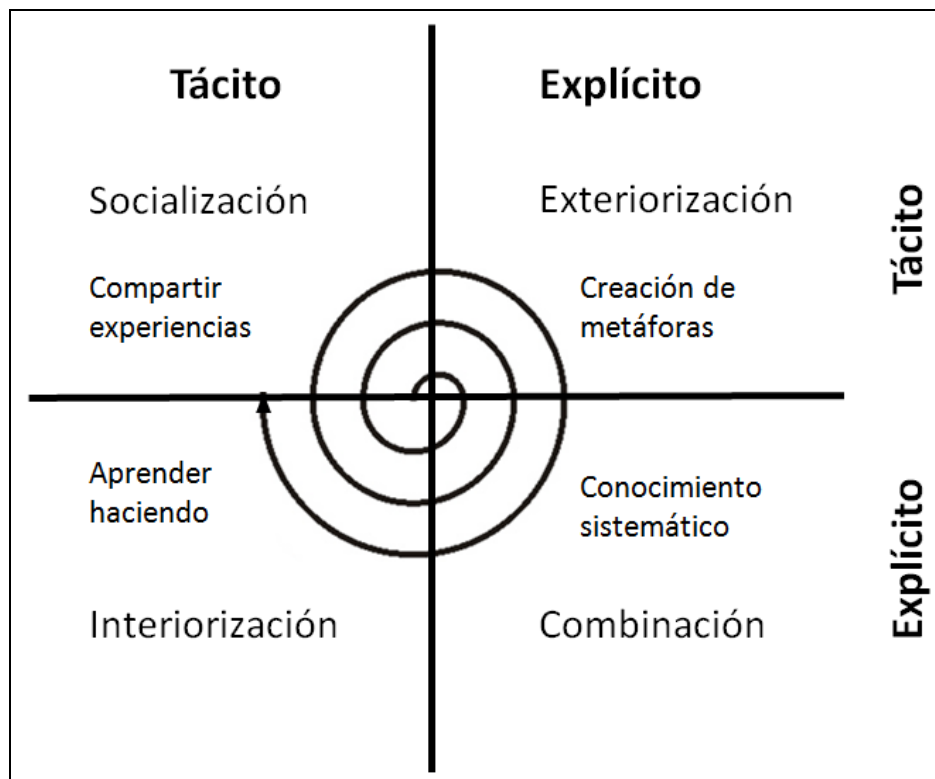 Tácito
Explícito
Socialización
Exteriorización
Tácito
Compartir
experiencias
Creación de
metáforas
Aprender
haciendo
Conocimiento
sistemático
Explícito
Interiorización
Combinación